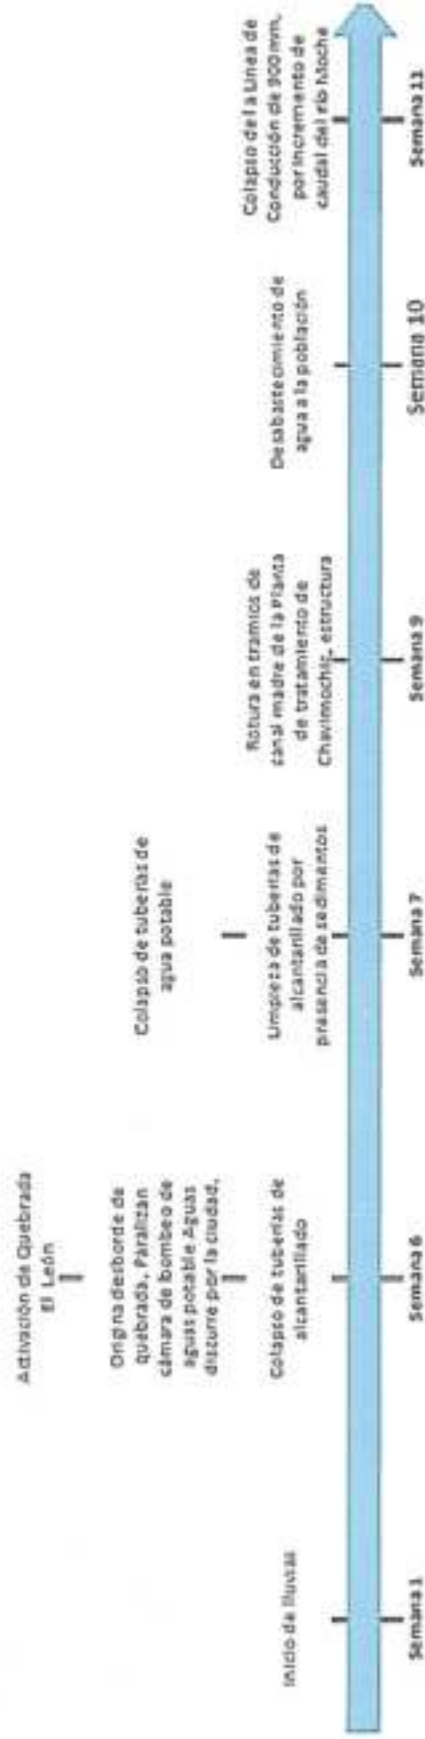 Inicio de lluvias
Semana 1
Activación de Quebrada
El León
Origina desborde de
quebrada, Paralizan
cámara de bombeo de
aguas potable Aguas
discurre por la ciudad,
Colapso de tuberías de
alcantarillado
Semana 6
Colapso de tuberías de
agua potable
Limpieza de tuberías de
alcantarillado por
presencia de sedimentos
Semana 7
Rotura en tramios de
canal madre de la Planta
de tratamiento de
Chavimochic, estructura
Semana 9
Desabastecimiento de
agua a la población
Semana 10
Colapso del a Linea de
Conducción de 900 mm,
por incremento de
caudal del río Moche
Semana 11